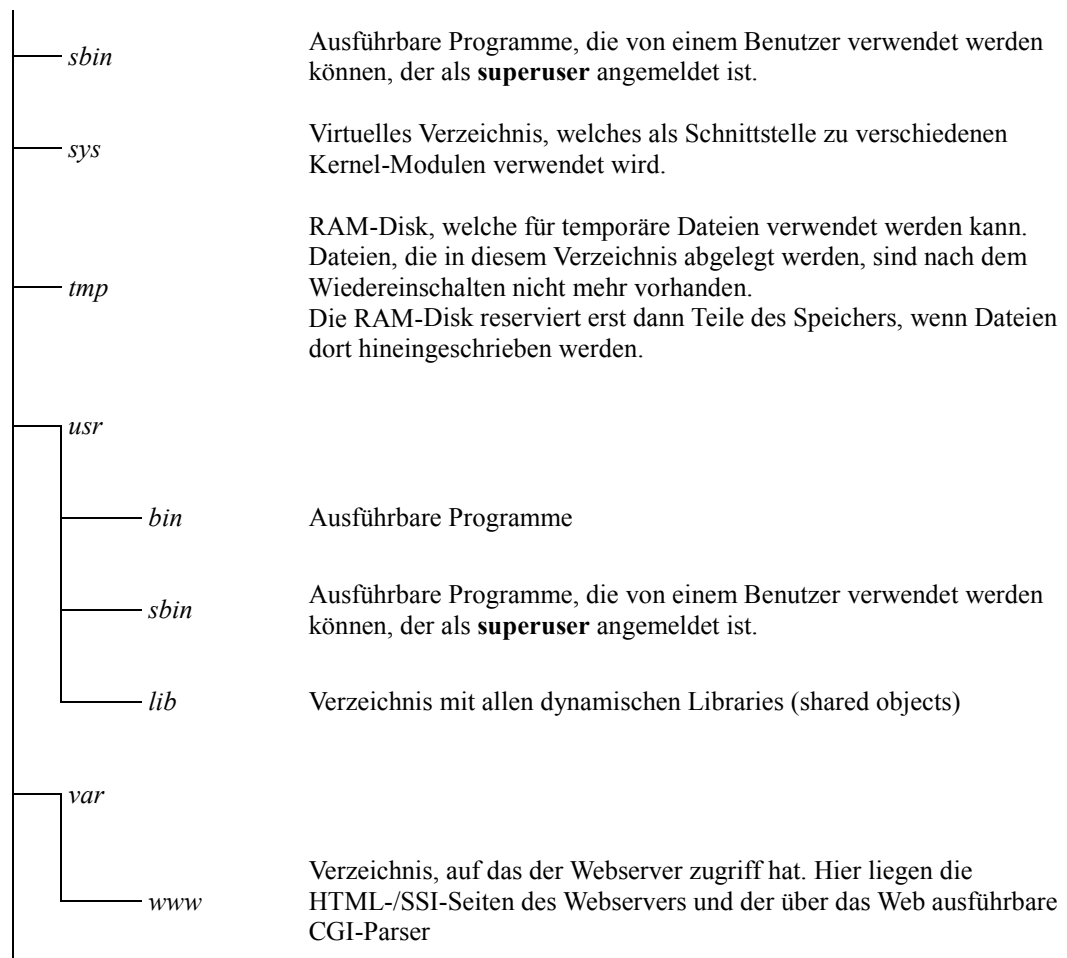 sbin
Ausführbare Programme, die von einem Benutzer verwendet werden
können, der als superuser angemeldet ist.
sys
Virtuelles Verzeichnis, welches als Schnittstelle zu verschiedenen
Kernel-Modulen verwendet wird.
tmp
RAM-Disk, welche für temporäre Dateien verwendet werden kann.
Dateien, die in diesem Verzeichnis abgelegt werden, sind nach dem
Wiedereinschalten nicht mehr vorhanden.
Die RAM-Disk reserviert erst dann Teile des Speichers, wenn Dateien
dort hineingeschrieben werden.
usr
bin
Ausführbare Programme
sbin
Ausführbare Programme, die von einem Benutzer verwendet werden
können, der als superuser angemeldet ist.
lib
Verzeichnis mit allen dynamischen Libraries (shared objects)
var
www
Verzeichnis, auf das der Webserver zugriff hat. Hier liegen die
HTML-/SSI-Seiten des Webservers und der über das Web ausführbare
CGI-Parser